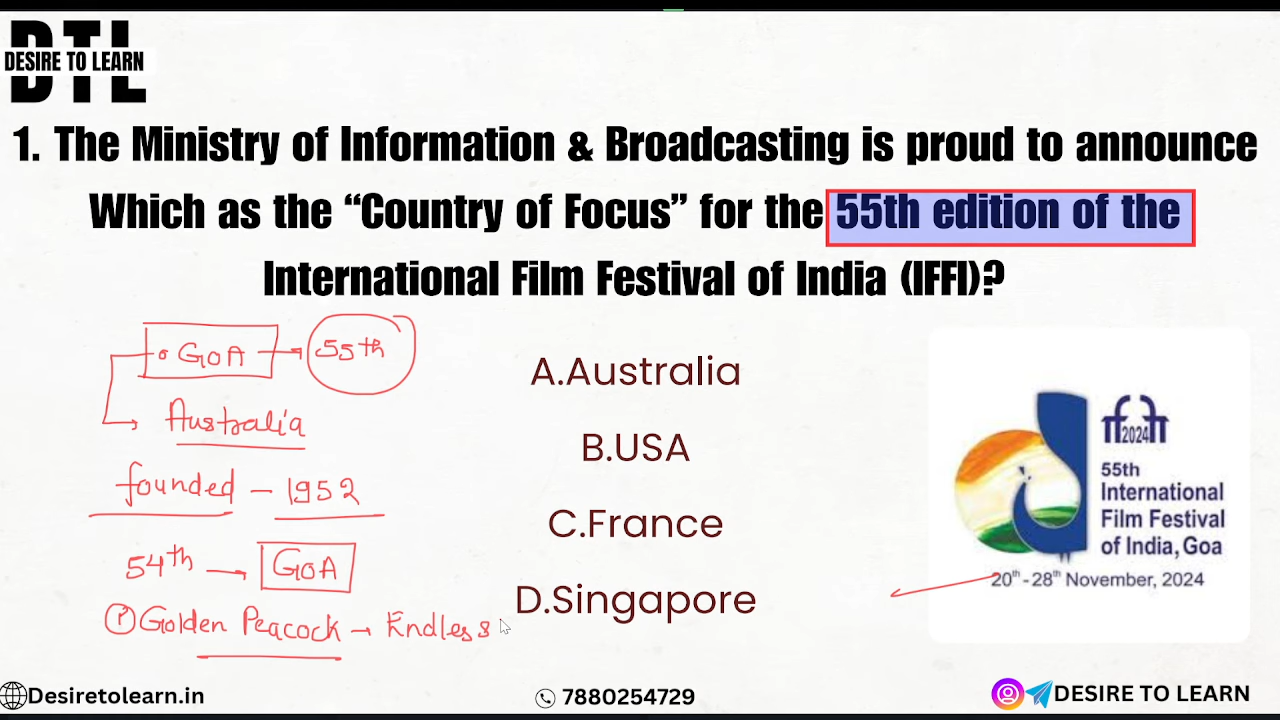 DTL
DESIRE TO LEARN
1. The Ministry of Information & Broadcasting is proud to announce
Which as the “Country of Focus” for the 55th edition of the
International Film Festival of India (IFFI)?
GOA
55th
Australia
founded - 1952
54th → GOA
① Golden Peacock → Endless
A.Australia
B.USA
C.France
D.Singapore
2024
55th
International
Film Festival
of India, Goa
20th - 28th November, 2024
Desiretolearn.in
7880254729
DESIRE TO LEARN